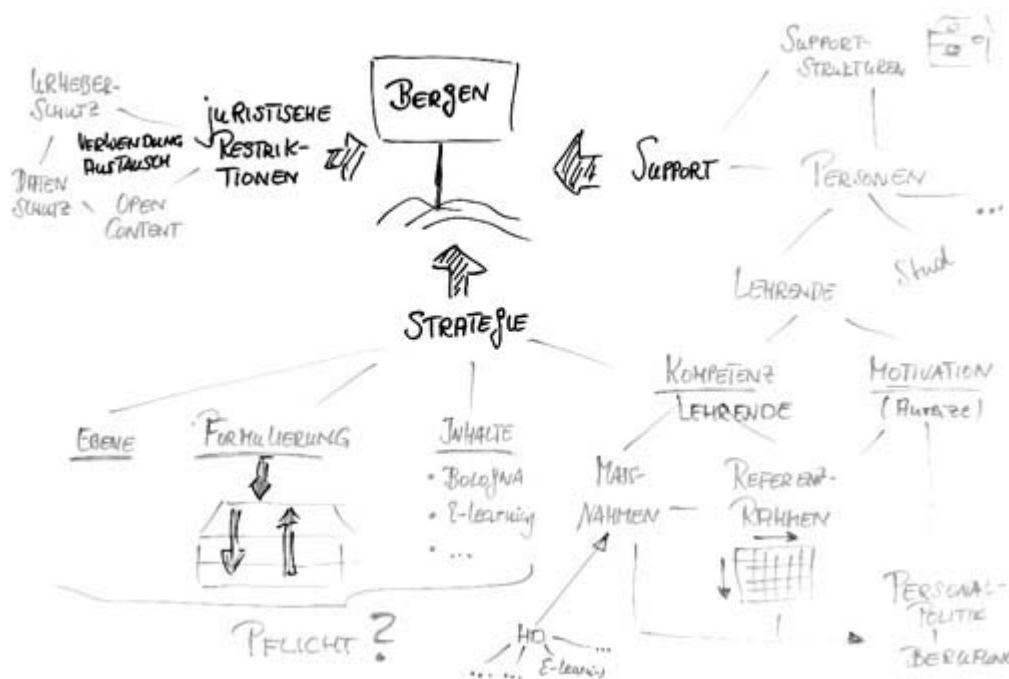 URHEBER-
SCHUTZ
VERWENDUNG
AUSTAUSCH
DATEN
SCHUTZ
OPEN
CONTENT
juRISTISCHE
RESTRIK-
TIONEN
BERgEN
SUPPORT
SUPPORT-
STRUKTUREN
PERSONEN
...
LEHRENDE
Stud
STRATEgIE
EBENE
FORMULIERUNG
INHALTE
• BOLOgNA
• E-learning
• ...
PFLICHT?
KOMPETENZ
LEHRENDE
MOTIVATION
(Anreize)
MASS-
NAHMEN
REFERENZ-
RAHMEN
HD
...
... ...
E-learning
PERSONAL-
POLITIK
BERUFUNG